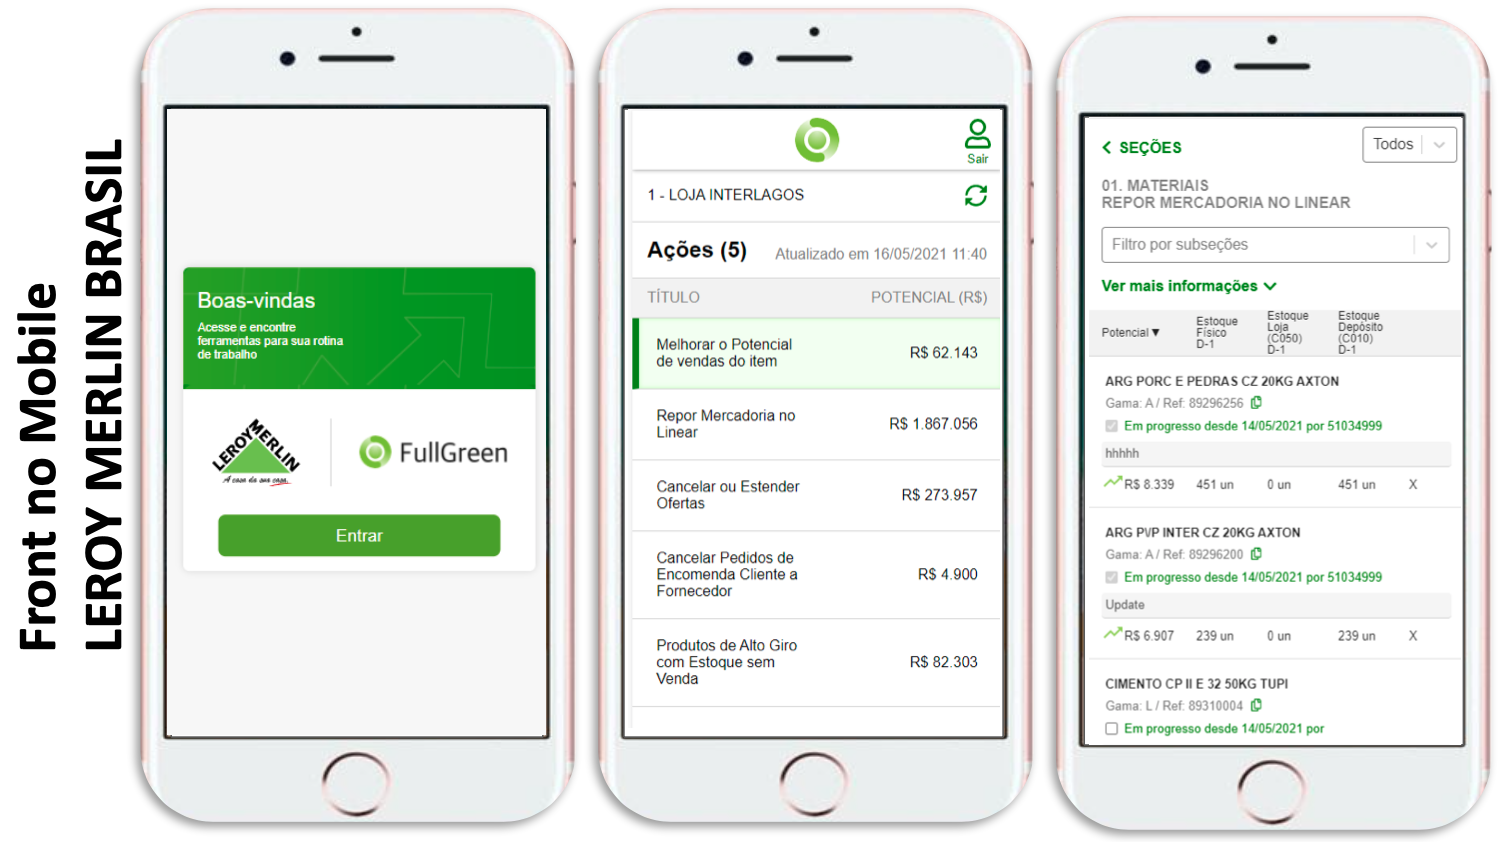 Front no Mobile
LEROY MERLIN BRASIL
Boas-vindas
Acesse e encontre
ferramentas para sua rotina
de trabalho
LEROY MERLIN
A casa da sua casa.
FullGreen
Entrar
Sair
1 - LOJA INTERLAGOS
Ações (5)
Atualizado em 16/05/2021 11:40
TÍTULO
POTENCIAL (R$)
Melhorar o Potencial
de vendas do item
R$ 62.143
Repor Mercadoria no
Linear
R$ 1.867.056
Cancelar ou Estender
Ofertas
R$ 273.957
Cancelar Pedidos de
Encomenda Cliente a
Fornecedor
R$ 4.900
Produtos de Alto Giro
com Estoque sem
Venda
R$ 82.303
SEÇÕES
Todos
01. MATERIAIS
REPOR MERCADORIA NO LINEAR
Filtro por subseções
Ver mais informações
Potencial ▼
Estoque
Físico
D-1
Estoque
Loja
(C050)
D-1
Estoque
Depósito
(C010)
D-1
ARG PORC E PEDRAS CZ 20KG AXTON
Gama: A / Ref: 89296256
Em progresso desde 14/05/2021 por 51034999
hhhhh
R$ 8.339 451 un 0 un 451 un X
ARG PVP INTER CZ 20KG AXTON
Gama: A / Ref: 89296200
Em progresso desde 14/05/2021 por 51034999
Update
R$ 6.907 239 un 0 un 239 un X
CIMENTO CP II E 32 50KG TUPI
Gama: L / Ref: 89310004
Em progresso desde 14/05/2021 por